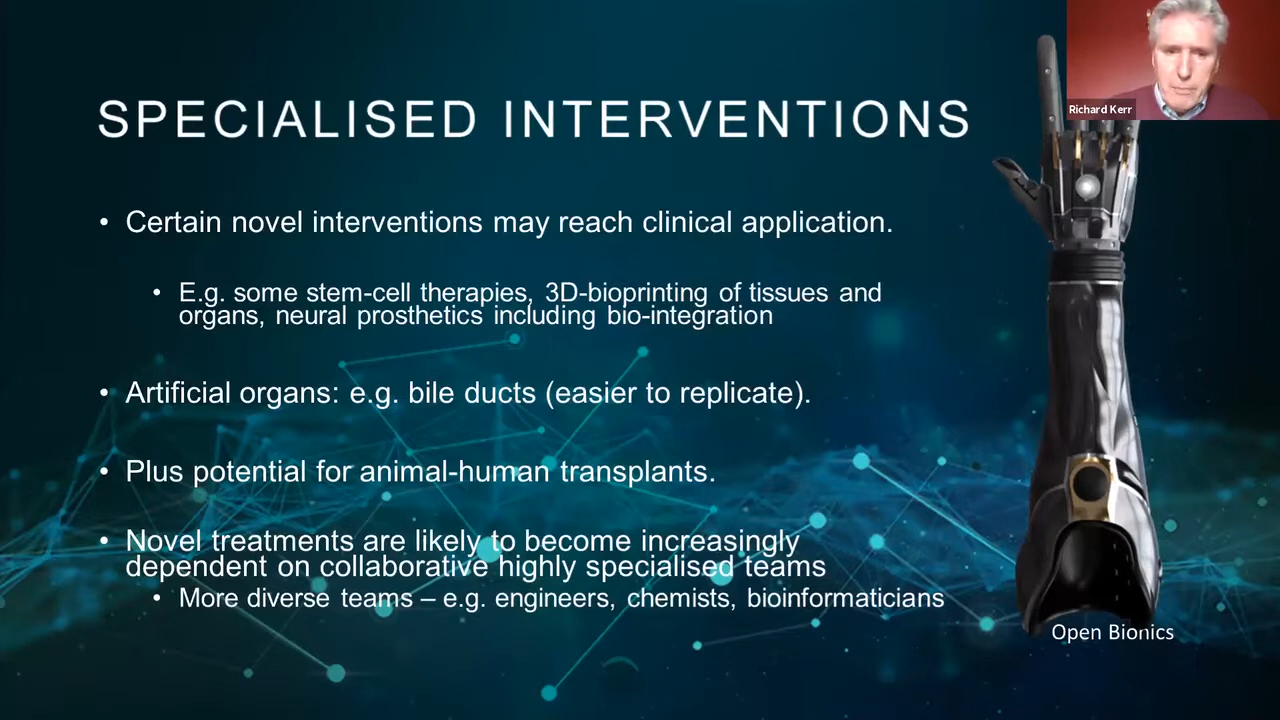 SPECIALISED INTERVENTIONS
Richard Kerr
• Certain novel interventions may reach clinical application.
• E.g. some stem-cell therapies, 3D-bioprinting of tissues and
organs, neural prosthetics including bio-integration
• Artificial organs: e.g. bile ducts (easier to replicate).
• Plus potential for animal-human transplants.
• Novel treatments are likely to become increasingly
dependent on collaborative highly specialised teams
• More diverse teams – e.g. engineers, chemists, bioinformaticians
Open Bionics